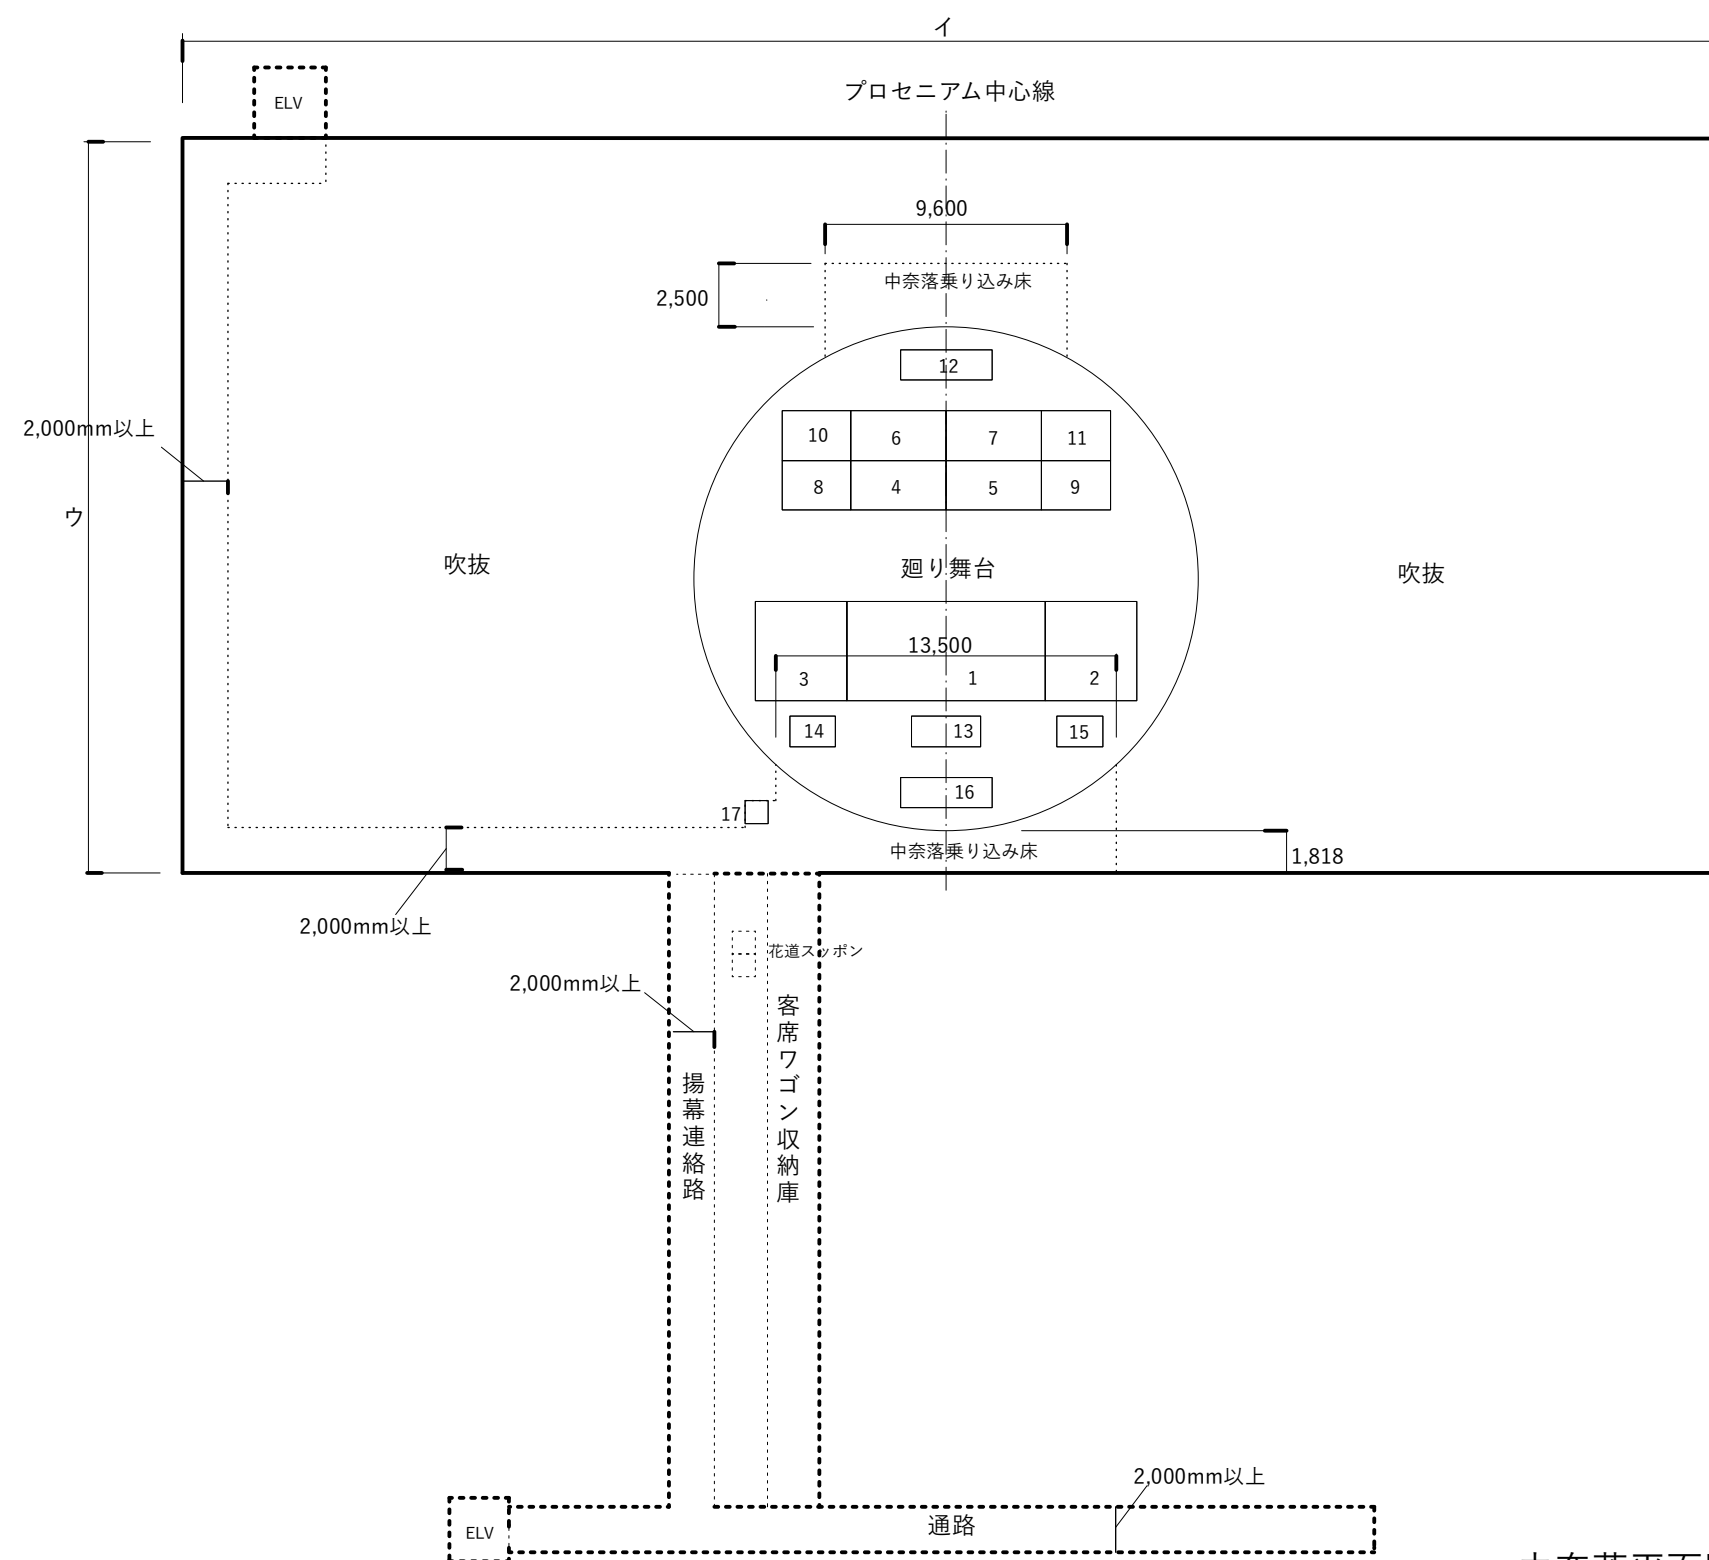 イ
ELV
プロセニアム中心線
9,600
中奈落乗り込み床
2,500
12
2,000mm以上
10
6
7
11
8
4
5
9
ウ
吹抜
廻り舞台
吹抜
13,500
3
1
2
14
13
15
16
17
中奈落乗り込み床
1,818
2,000mm以上
花道スッポン
2,000mm以上
客席ワゴン収納庫
揚幕連絡路
2,000mm以上
通路
ELV